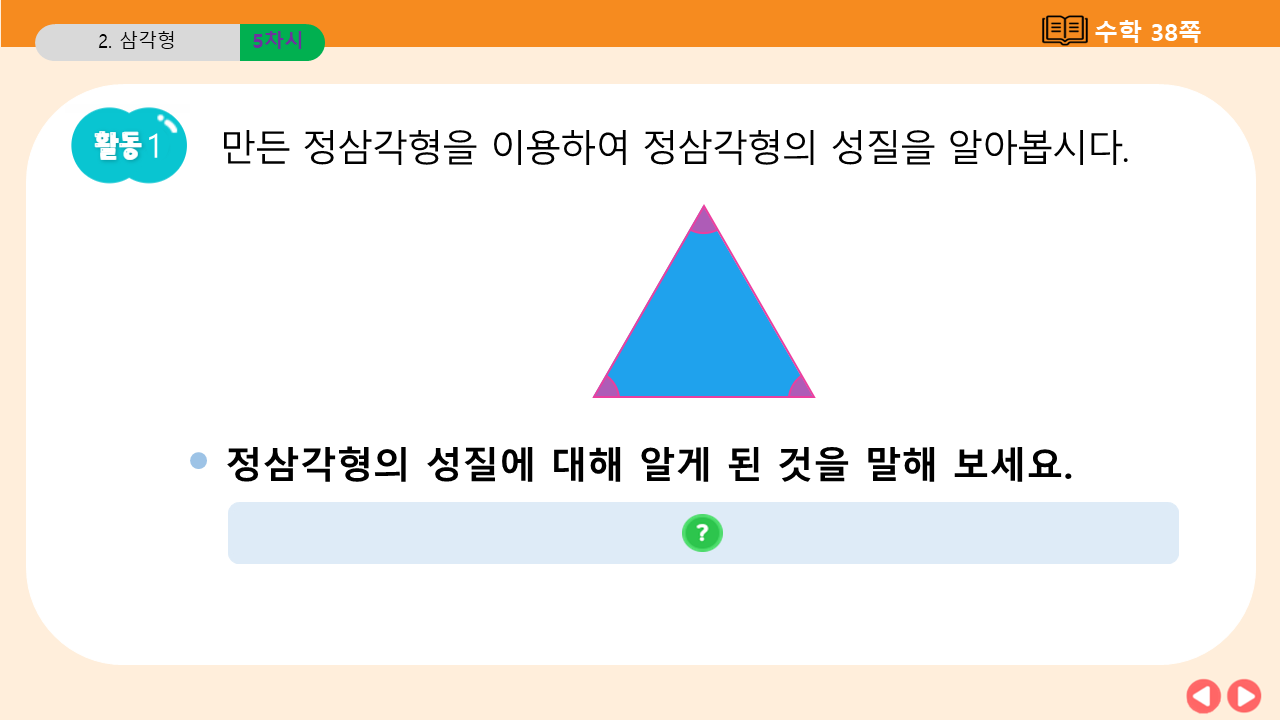 2. 삼각형
5차시
수학 38쪽
활동 1
만든 정삼각형을 이용하여 정삼각형의 성질을 알아봅시다.
정삼각형의 성질에 대해 알게 된 것을 말해 보세요.
?